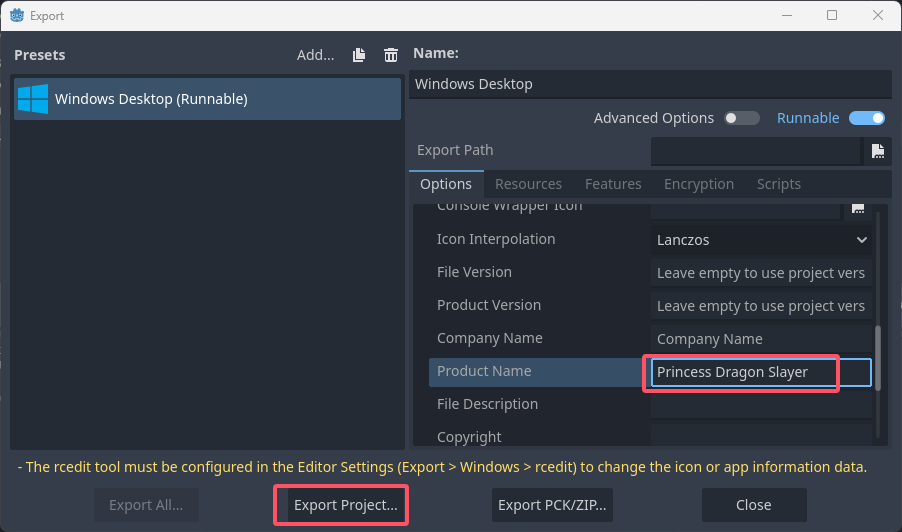 Export
Presets
Add...
Windows Desktop (Runnable)
Name:
Windows Desktop
Advanced Options
Runnable
Export Path
Options Resources Features Encryption Scripts
Console Wrapper Icon
Icon Interpolation Lanczos
File Version Leave empty to use project vers
Product Version Leave empty to use project vers
Company Name Company Name
Product Name Princess Dragon Slayer
File Description
Copyright
- The rcedit tool must be configured in the Editor Settings (Export > Windows > rcedit) to change the icon or app information data.
Export All... Export Project... Export PCK/ZIP... Close